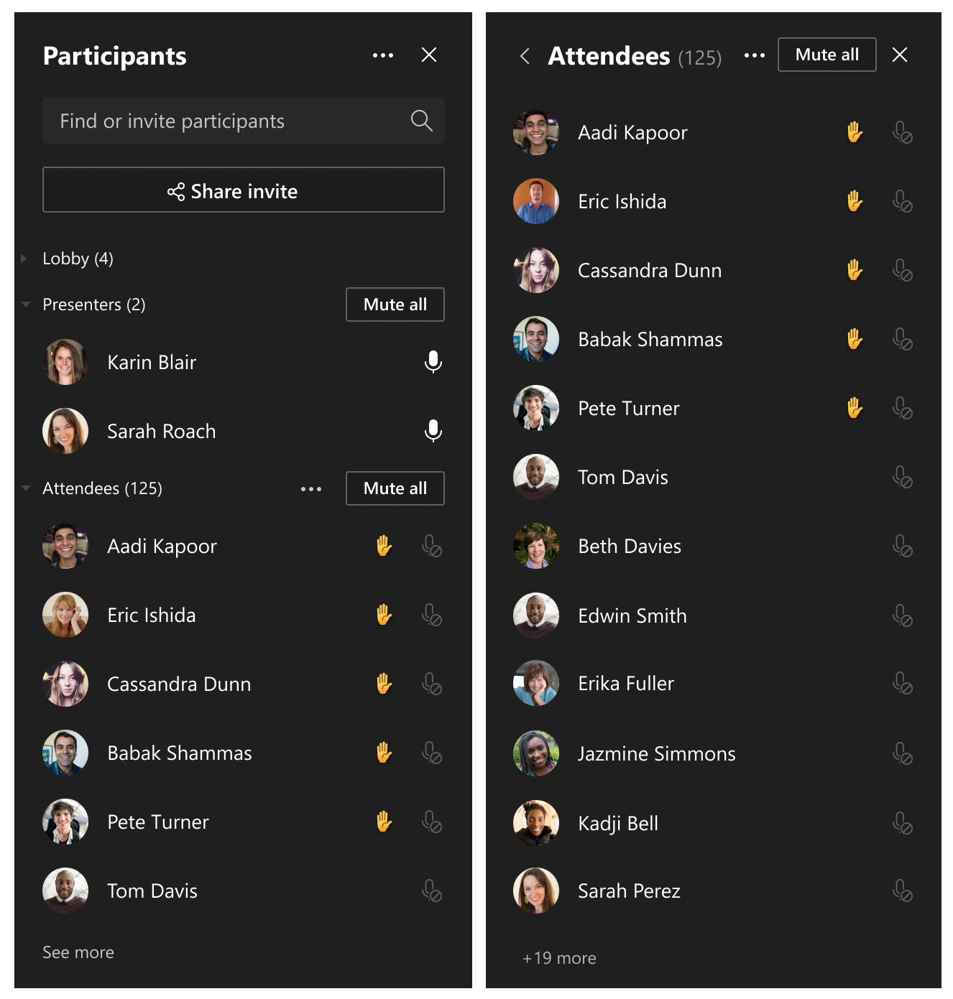 Participants
Find or invite participants
Share invite
Lobby (4)
Presenters (2)
Mute all
Karin Blair
Sarah Roach
Attendees (125)
Mute all
Aadi Kapoor
Eric Ishida
Cassandra Dunn
Babak Shammas
Pete Turner
Tom Davis
See more
Attendees (125)
Mute all
Aadi Kapoor
Eric Ishida
Cassandra Dunn
Babak Shammas
Pete Turner
Tom Davis
Beth Davies
Edwin Smith
Erika Fuller
Jazmine Simmons
Kadji Bell
Sarah Perez
+19 more